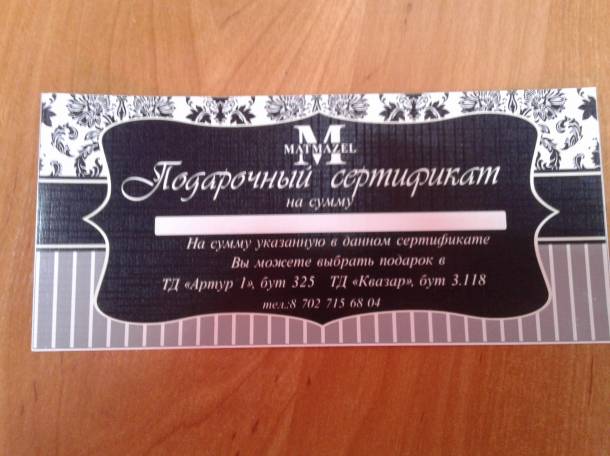 M
MATMAZEL
Подарочный сертификат
на сумму
На сумму указанную в данном сертификате
Вы можете выбрать подарок в
ТД «Артур 1», бут 325 ТД «Квазар», бут 3.118
тел.:8 702 715 68 04